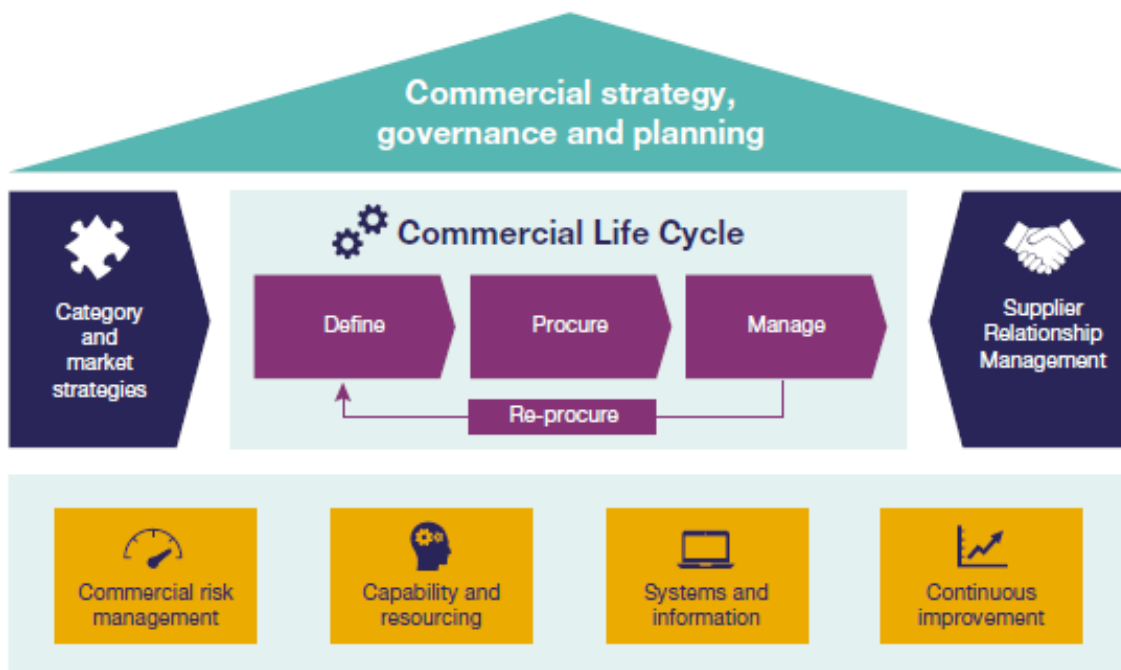 Commercial strategy,
governance and planning
Category
and
market
strategies
Commercial Life Cycle
Define
Procure
Manage
Re-procure
Supplier
Relationship
Management
Commercial risk
management
Capability and
resourcing
Systems and
information
Continuous
improvement